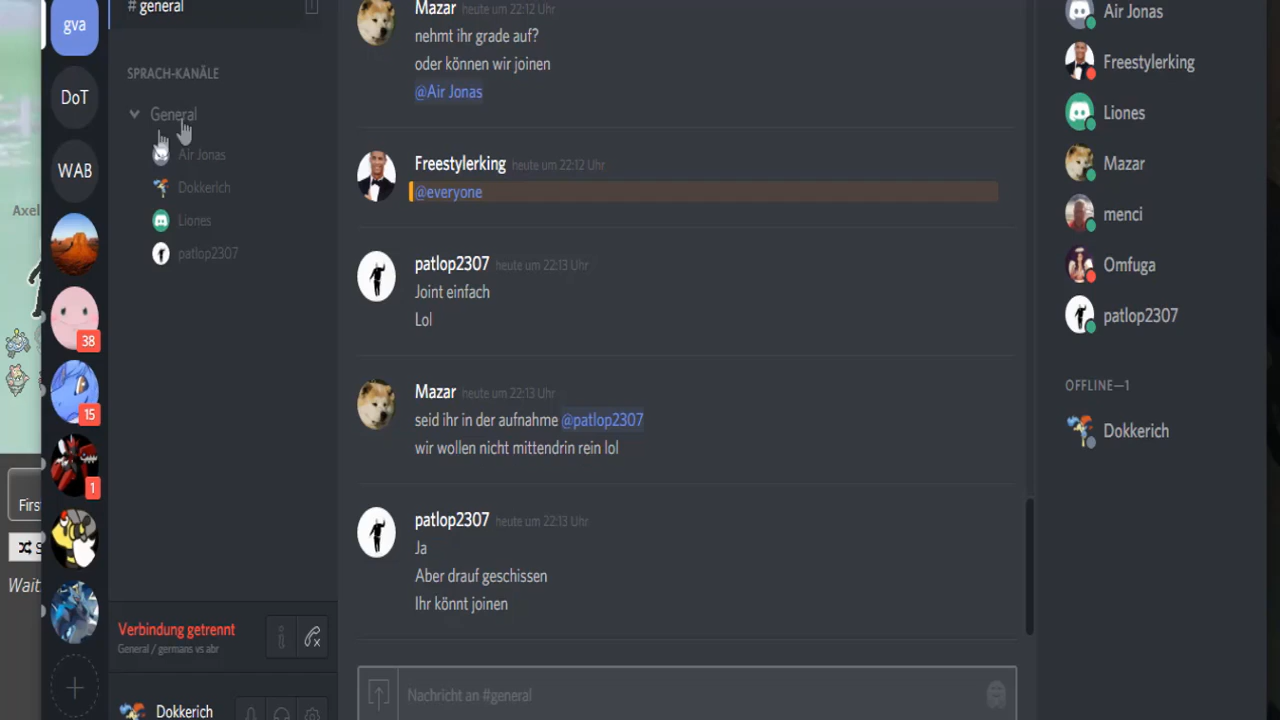 gva
DoT
WAB
38
15
1
Axel
First
Wait
# general
SPRACH-KANÄLE
General
Air Jonas
Dokkerich
Liones
patlop2307
Verbindung getrennt
General / germans vs abr
Dokkerich
Mazar heute um 22:12 Uhr
nehmt ihr grade auf?
oder können wir joinen
@Air Jonas
Freestylerking heute um 22:12 Uhr
@everyone
patlop2307 heute um 22:13 Uhr
Joint einfach
Lol
Mazar heute um 22:13 Uhr
seid ihr in der aufnahme @patlop2307
wir wollen nicht mittendrin rein lol
patlop2307 heute um 22:13 Uhr
Ja
Aber drauf geschissen
Ihr könnt joinen
Nachricht an #general
Air Jonas
Freestylerking
Liones
Mazar
menci
Omfuga
patlop2307
OFFLINE—1
Dokkerich